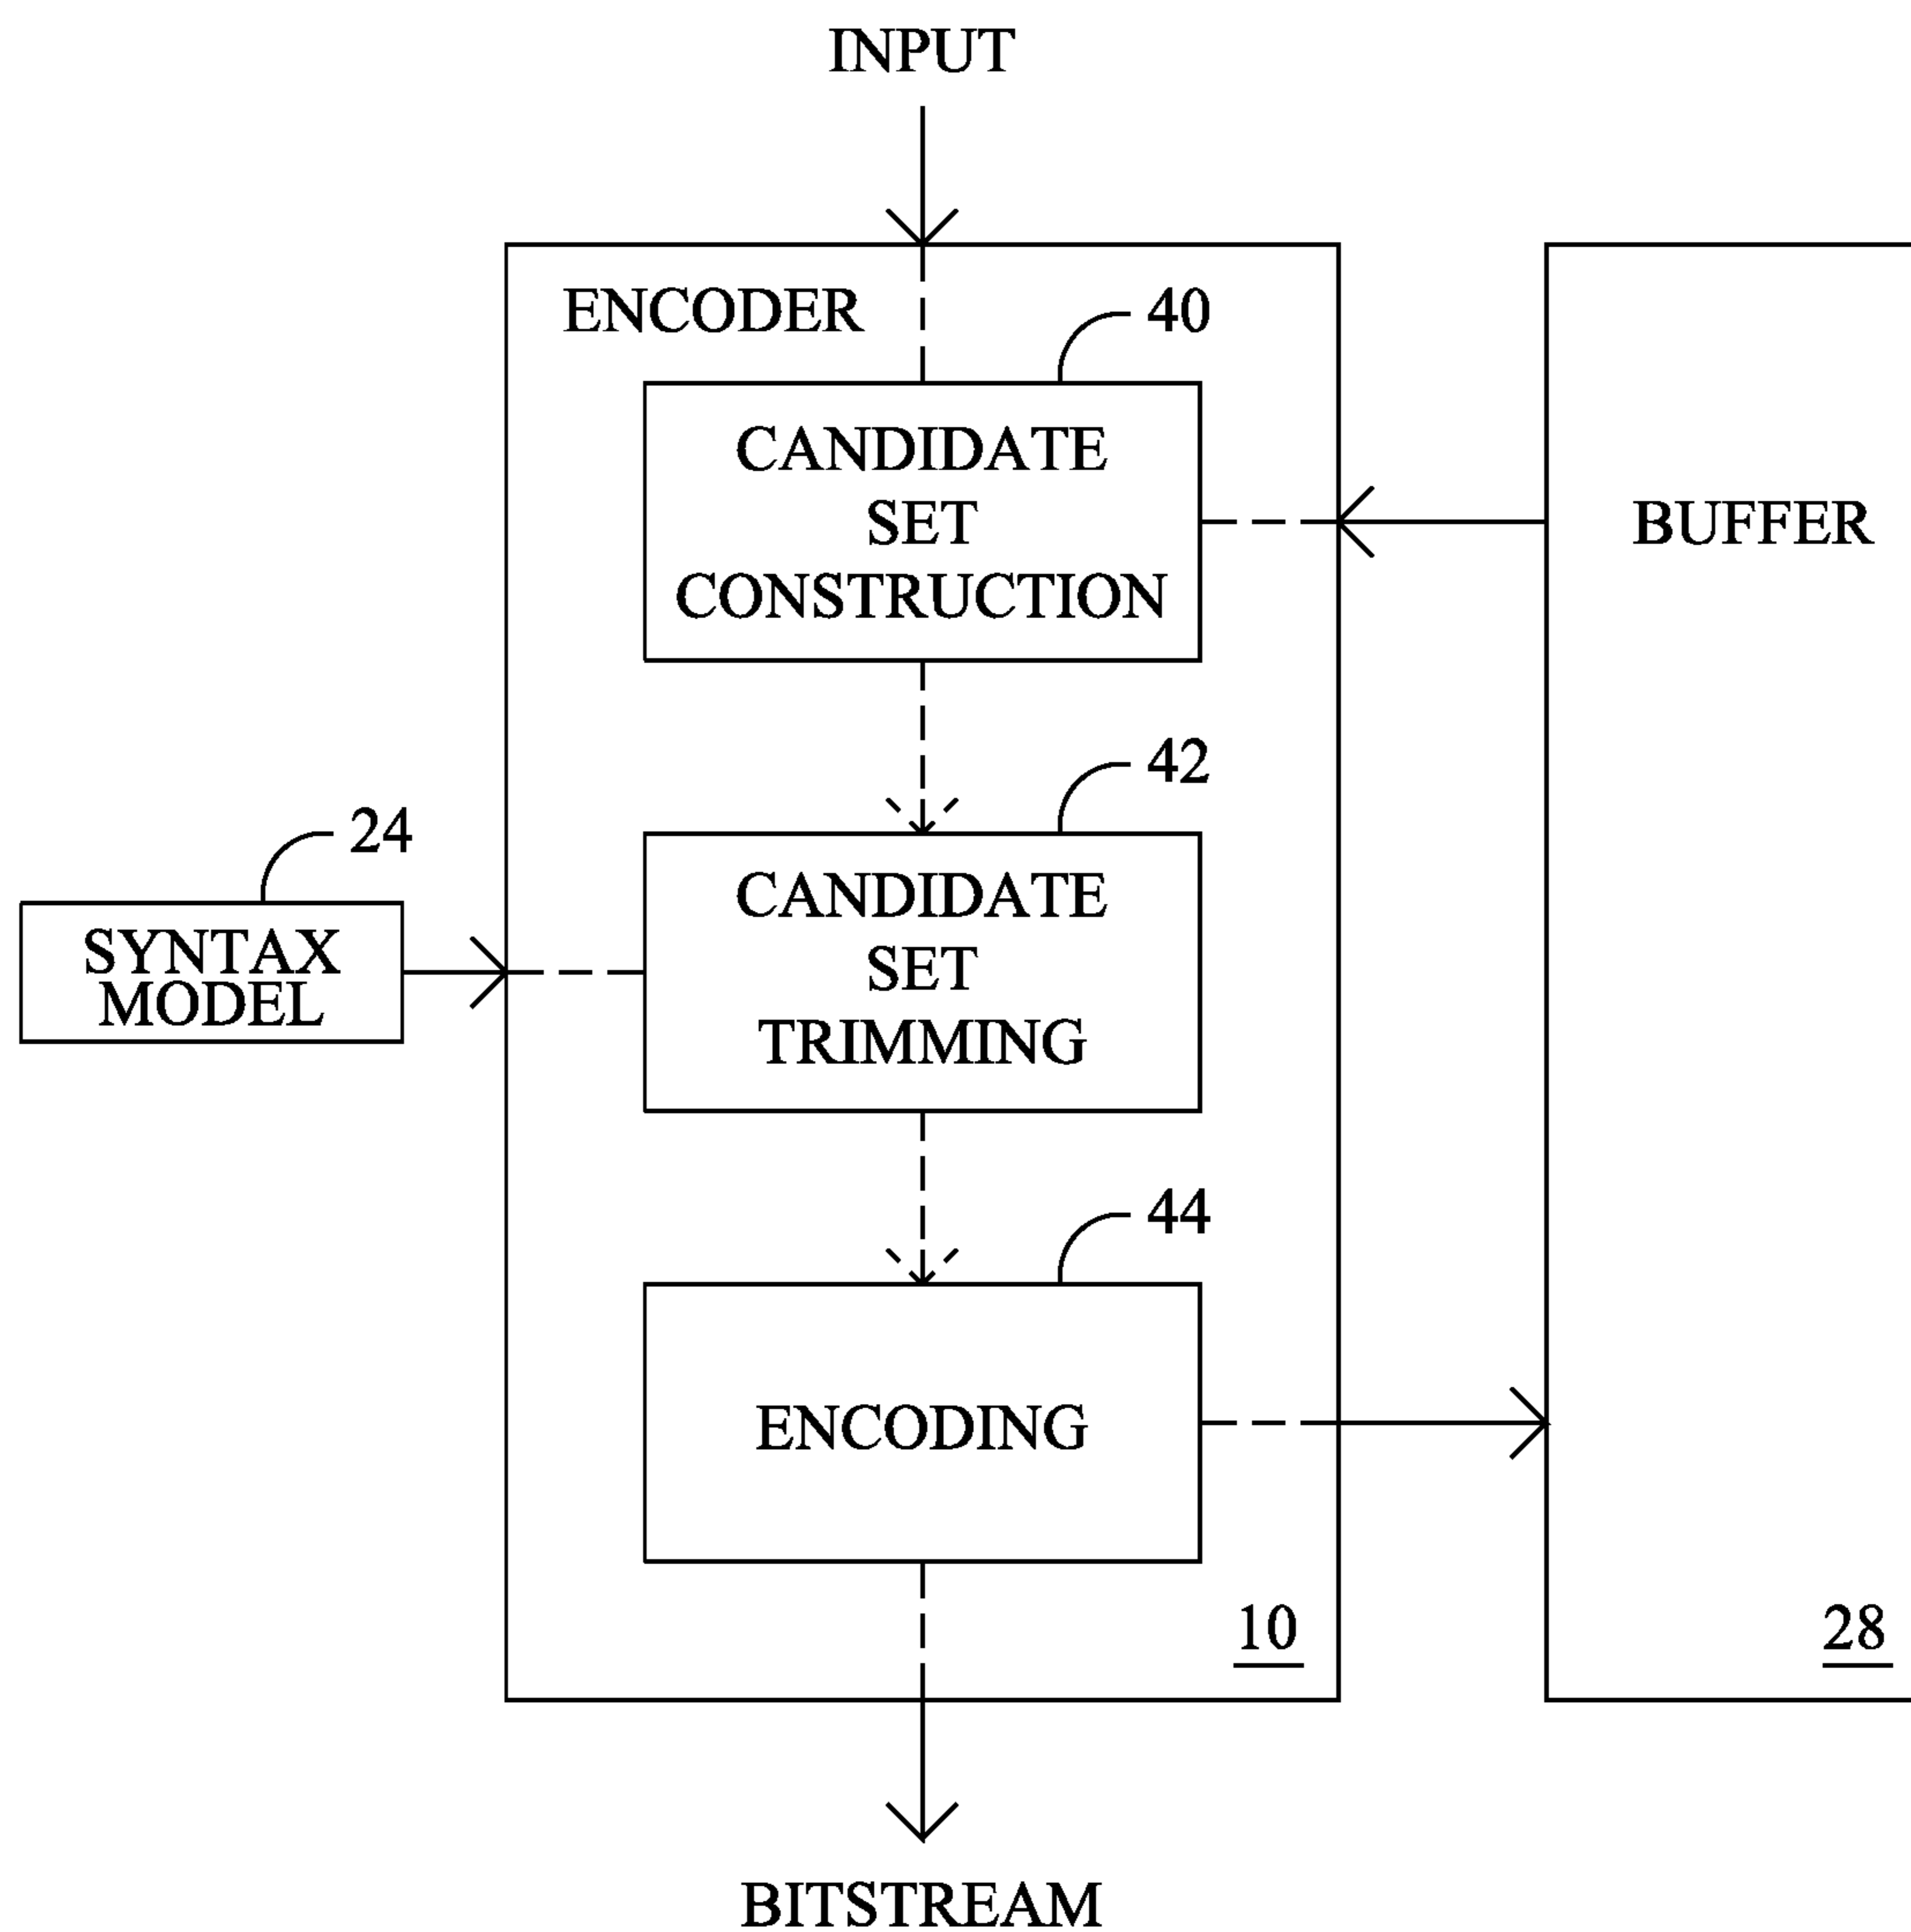 INPUT
ENCODER
40
CANDIDATE
SET
CONSTRUCTION
BUFFER
42
24
CANDIDATE
SET
TRIMMING
SYNTAX
MODEL
44
ENCODING
10
28
BITSTREAM